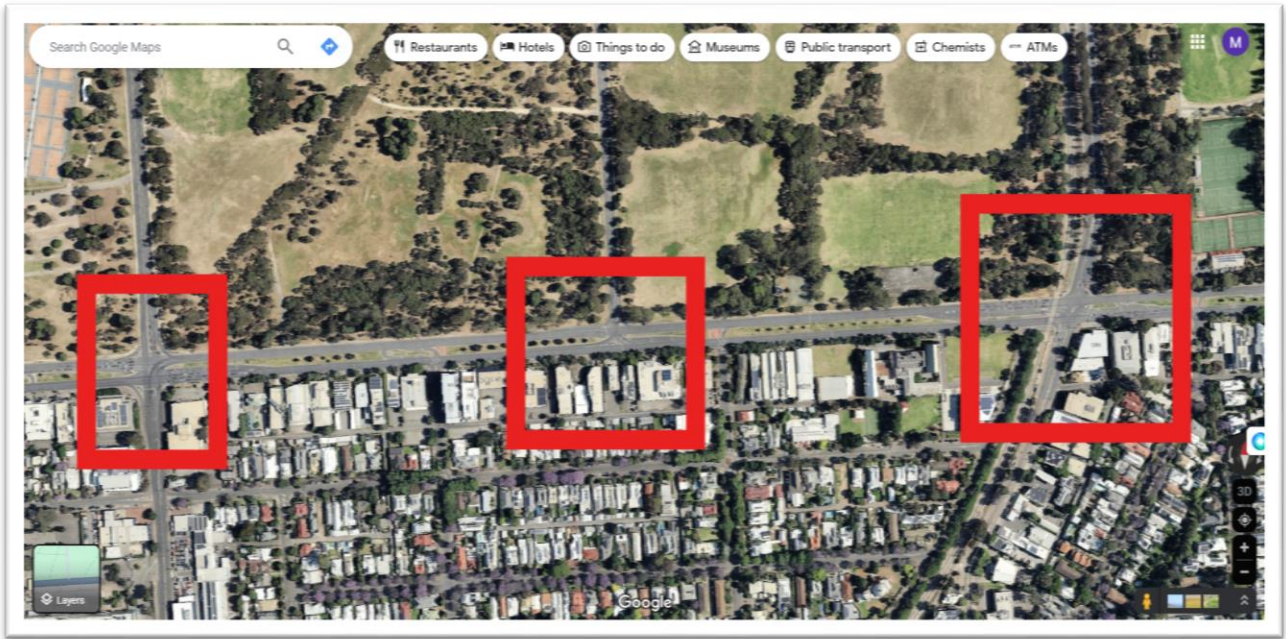 Search Google Maps
Restaurants
Hotels
Things to do
Museums
Public transport
Chemists
ATMs
M
3D
Layers
Google